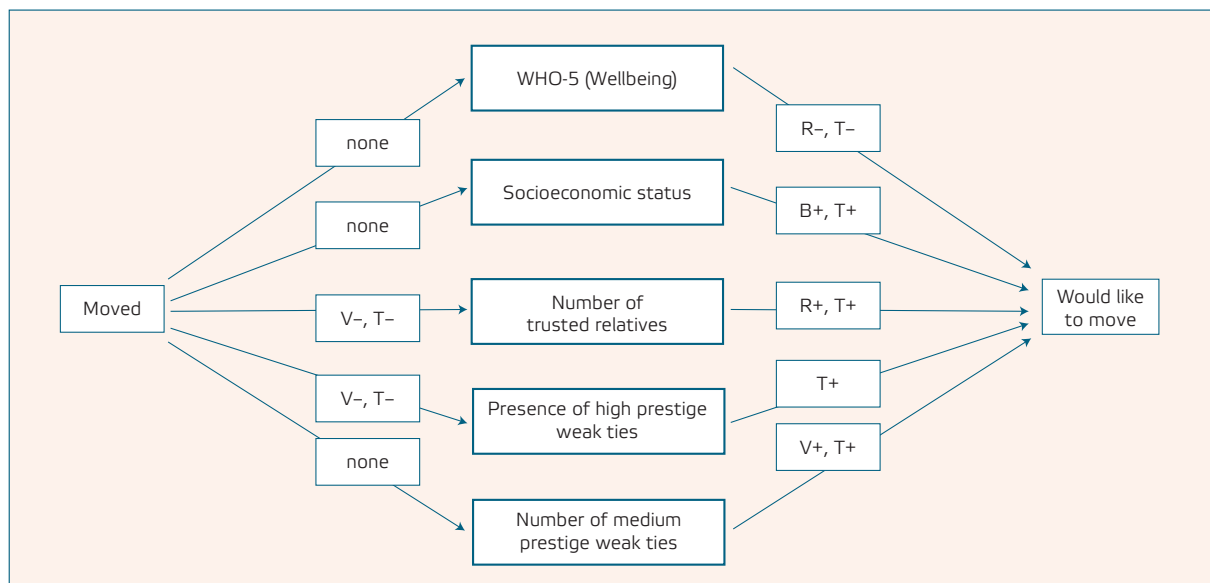 WHO-5 (Wellbeing)
R–, T–
none
Socioeconomic status
B+, T+
none
Moved
V–, T–
Number of
trusted relatives
R+, T+
Would like
to move
V–, T–
Presence of high prestige
weak ties
T+
V+, T+
none
Number of medium
prestige weak ties